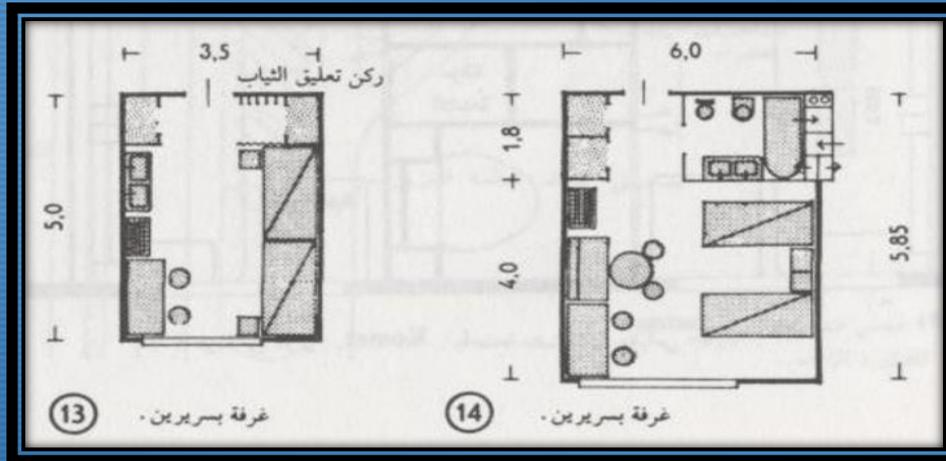 3,5
ركن تعليق الثياب
5,0
13
غرفة بسريرين .
6,0
1,8
4,0
5,85
14
غرفة بسريرين .